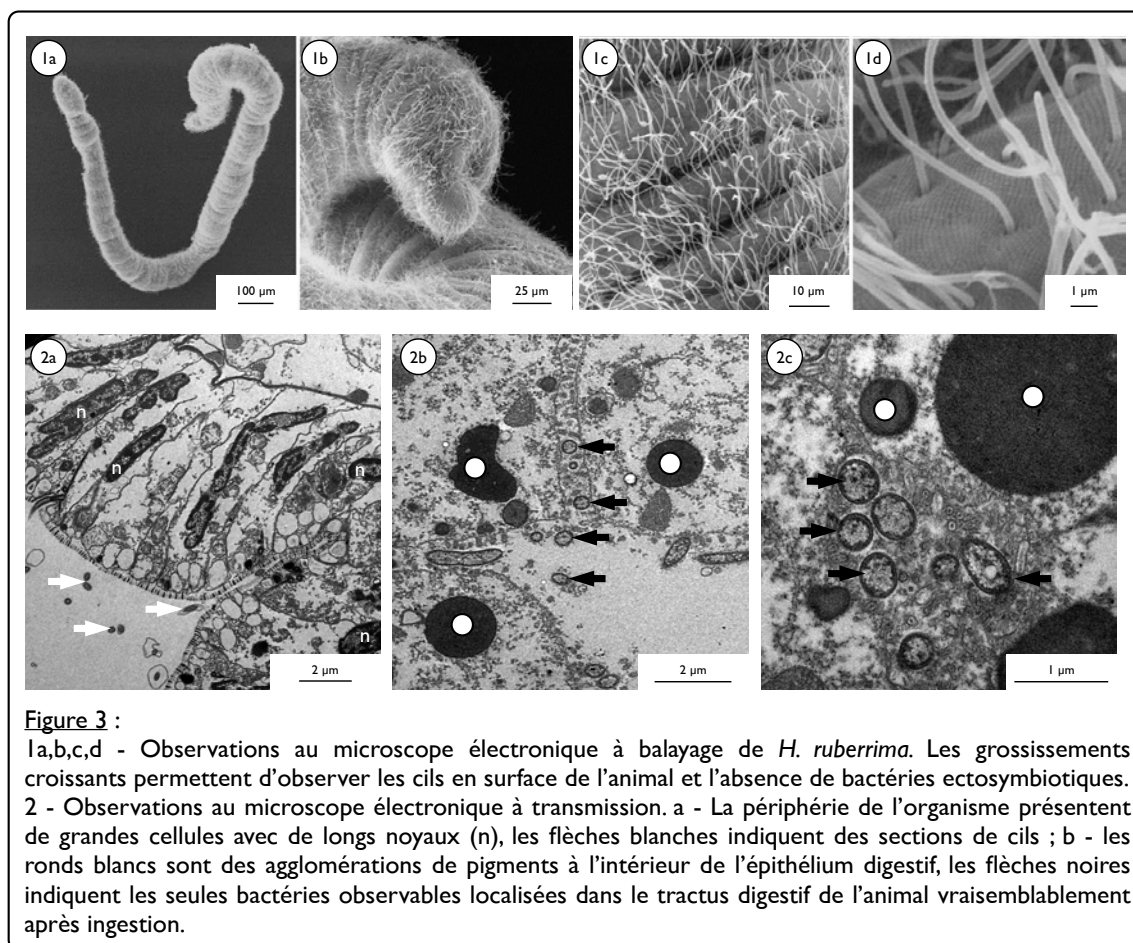 1a
1b
1c
1d
100 µm
25 µm
10 µm
1 µm
2a
2b
2c
n
n
n
n
2 µm
2 µm
1 µm
Figure 3 :
1a,b,c,d - Observations au microscope électronique à balayage de H. ruberrima. Les grossissements
croissants permettent d'observer les cils en surface de l'animal et l'absence de bactéries ectosymbiotiques.
2 - Observations au microscope électronique à transmission. a - La périphérie de l'organisme présentent
de grandes cellules avec de longs noyaux (n), les flèches blanches indiquent des sections de cils ; b - les
ronds blancs sont des agglomérations de pigments à l'intérieur de l'épithélium digestif, les flèches noires
indiquent les seules bactéries observable localisées dans le tractus digestif de l'animal vraisemblablement
après ingestion.